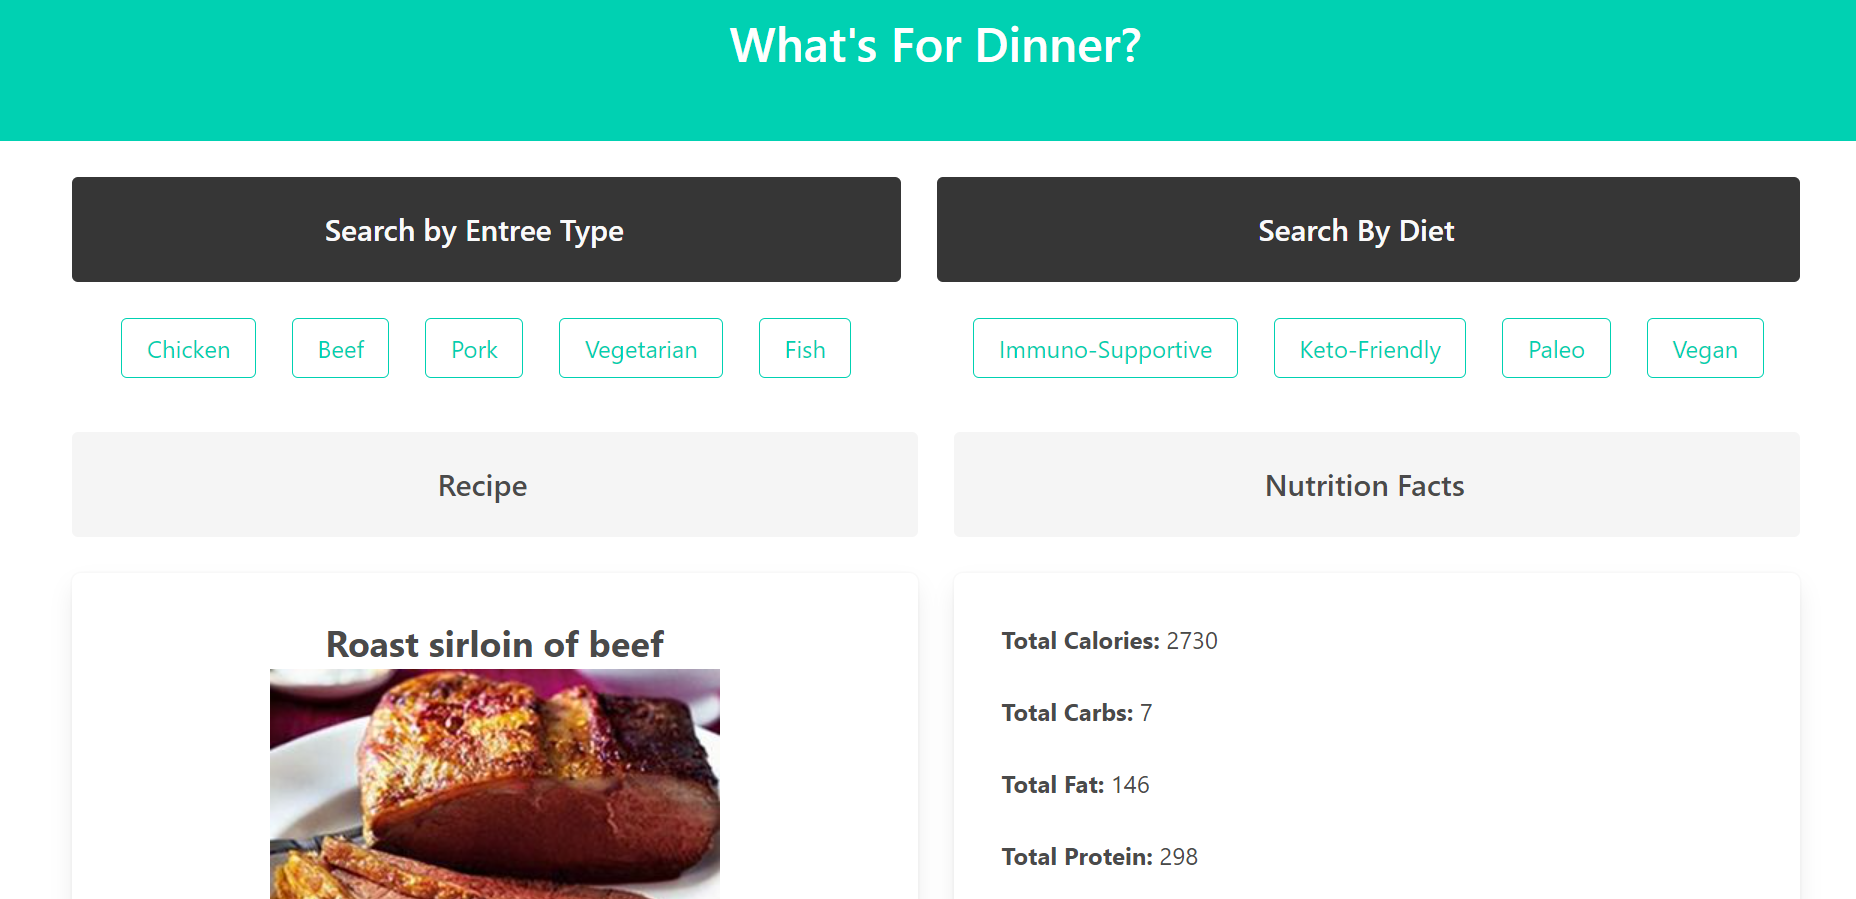 What's For Dinner?
Search by Entree Type
Search By Diet
Chicken
Beef
Pork
Vegetarian
Fish
Immuno-Supportive
Keto-Friendly
Paleo
Vegan
Recipe
Nutrition Facts
Roast sirloin of beef
Total Calories: 2730
Total Carbs: 7
Total Fat: 146
Total Protein: 298